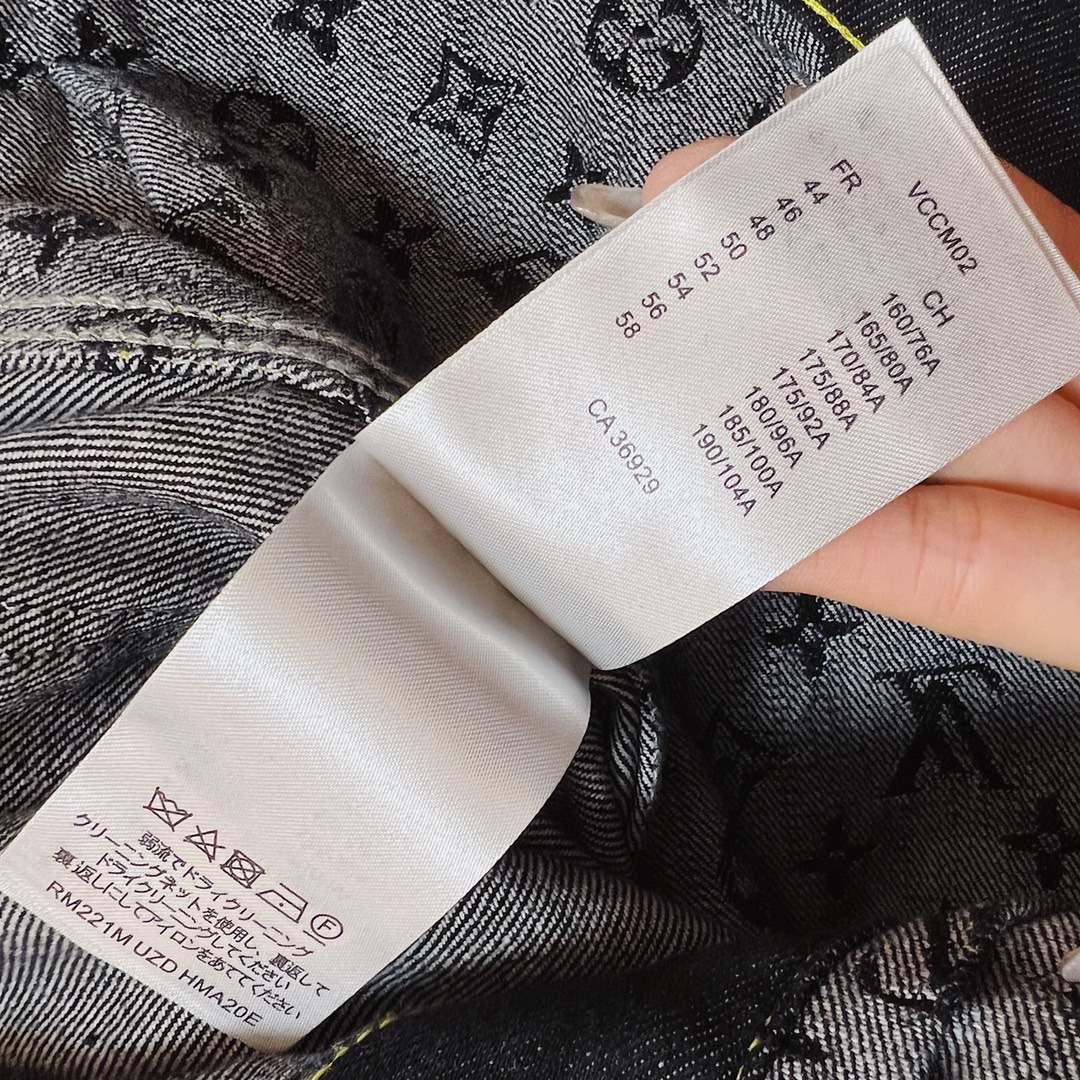 VCCM02
FR CH
44 160/76A
46 165/80A
48 170/84A
50 175/88A
52 175/92A
54 180/96A
56 185/100A
58 190/104A
CA 36929
F
弱流でドライクリーニング
クリーニングネットを使用し、裏返して
ドライクリーニングしてください
裏返しにしてアイロンをあててください
RM221M UZD HMA20E